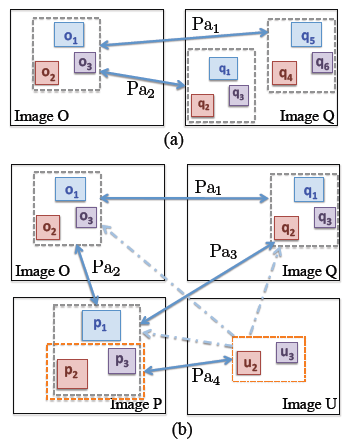 o1 Pa1 q5
o2 o3 q1 q4 q6
Pa2 q2 q3
Image O Image Q
(a)
o1 Pa1 q1
o2 o3 q2 q3
Image O Pa2 Pa3 Image Q
p1
p2 p3 u2 u3
Pa4
Image P Image U
(b)